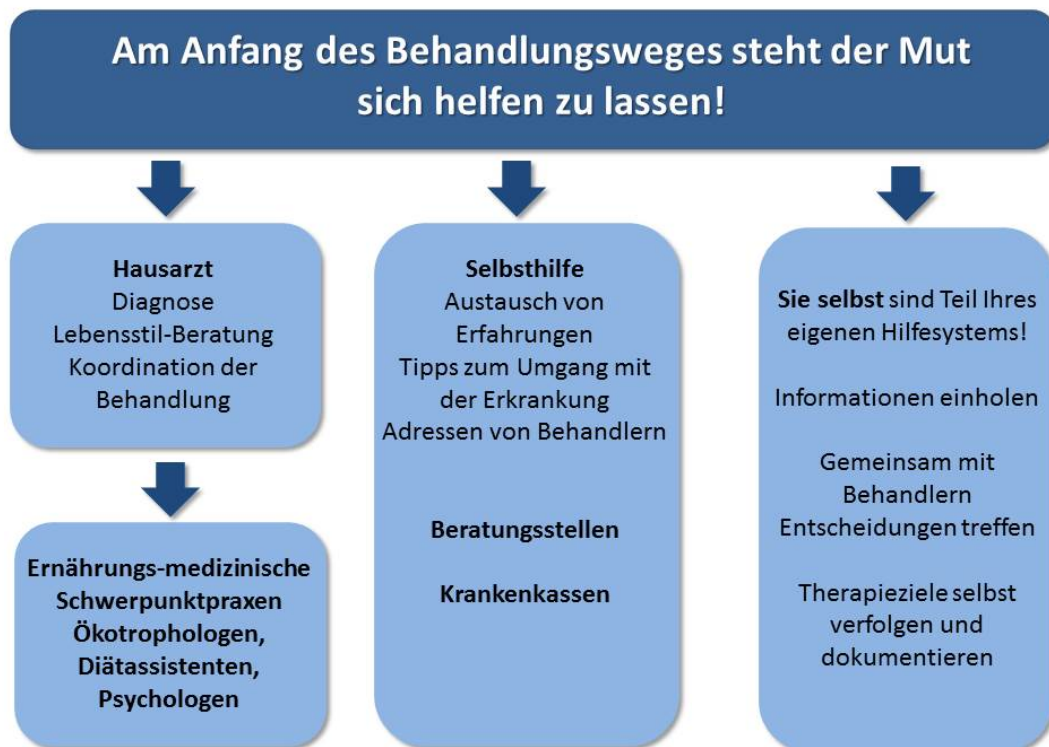 Am Anfang des Behandlungsweges steht der Mut
sich helfen zu lassen!
Hausarzt
Diagnose
Lebensstil-Beratung
Koordination der
Behandlung
Ernährungs-medizinische
Schwerpunktpraxen
Ökotrophologen,
Diätassistenten,
Psychologen
Selbsthilfe
Austausch von
Erfahrungen
Tipps zum Umgang mit
der Erkrankung
Adressen von Behandlern
Beratungsstellen
Krankenkassen
Sie selbst sind Teil Ihres
eigenen Hilfesystems!
Informationen einholen
Gemeinsam mit
Behandlern
Entscheidungen treffen
Therapieziele selbst
verfolgen und
dokumentieren